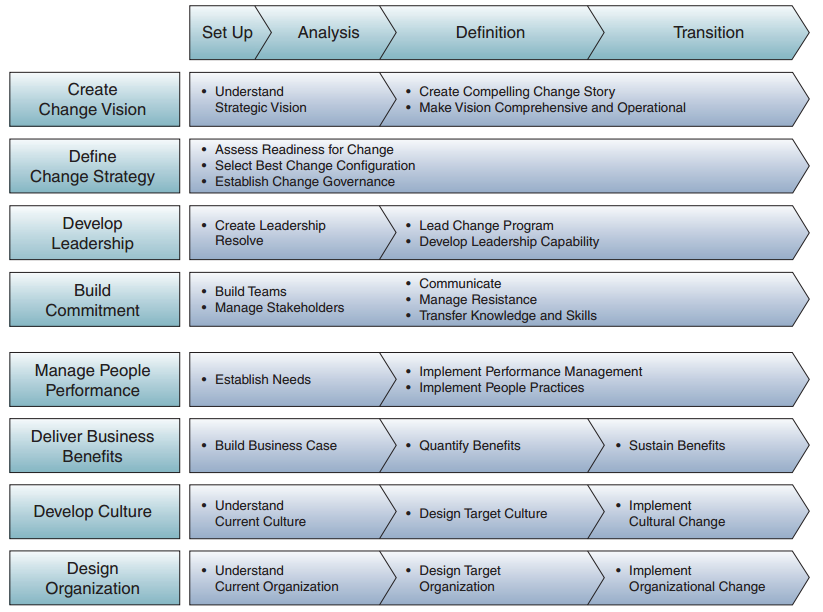 Set Up
Analysis
Definition
Transition
Create
Change Vision
• Understand
Strategic Vision
• Create Compelling Change Story
• Make Vision Comprehensive and Operational
Define
Change Strategy
• Assess Readiness for Change
• Select Best Change Configuration
• Establish Change Governance
Develop
Leadership
• Create Leadership
Resolve
• Lead Change Program
• Develop Leadership Capability
Build
Commitment
• Build Teams
• Manage Stakeholders
• Communicate
• Manage Resistance
• Transfer Knowledge and Skills
Manage People
Performance
• Establish Needs
• Implement Performance Management
• Implement People Practices
Deliver Business
Benefits
• Build Business Case
• Quantify Benefits
• Sustain Benefits
Develop Culture
• Understand
Current Culture
• Design Target Culture
• Implement
Cultural Change
Design
Organization
• Understand
Current Organization
• Design Target
Organization
• Implement
Organizational Change